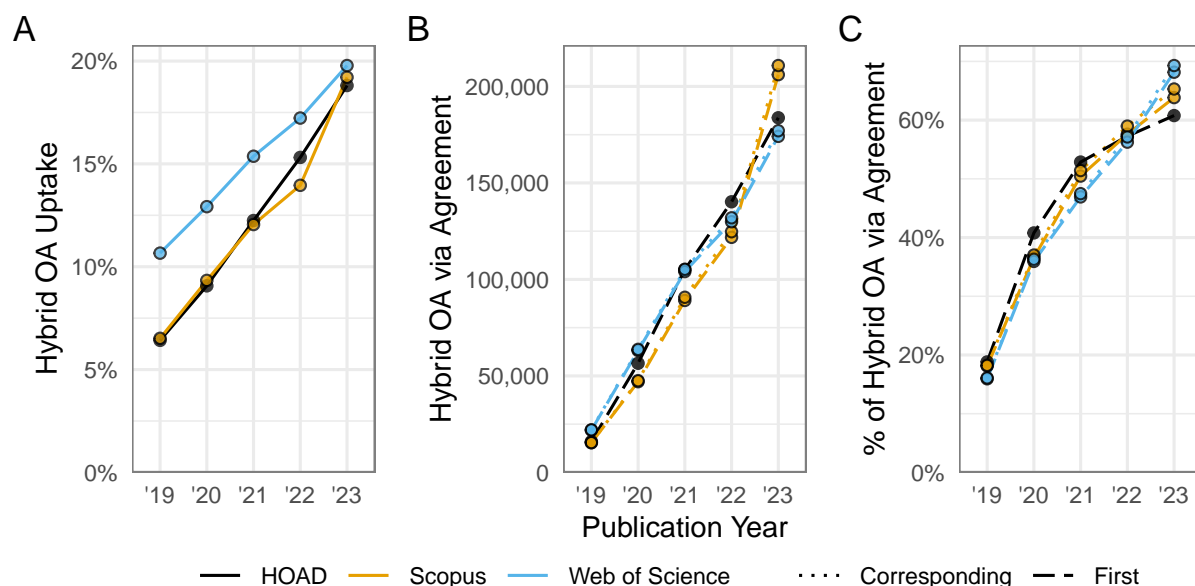 A
Hybrid OA Uptake
20%
15%
10%
5%
0%
'19 '20 '21 '22 '23
B
Hybrid OA via Agreement
200,000
150,000
100,000
50,000
0
'19 '20 '21 '22 '23
C
% of Hybrid OA via Agreement
60%
40%
20%
0%
'19 '20 '21 '22 '23
Publication Year
HOAD Scopus Web of Science Corresponding First